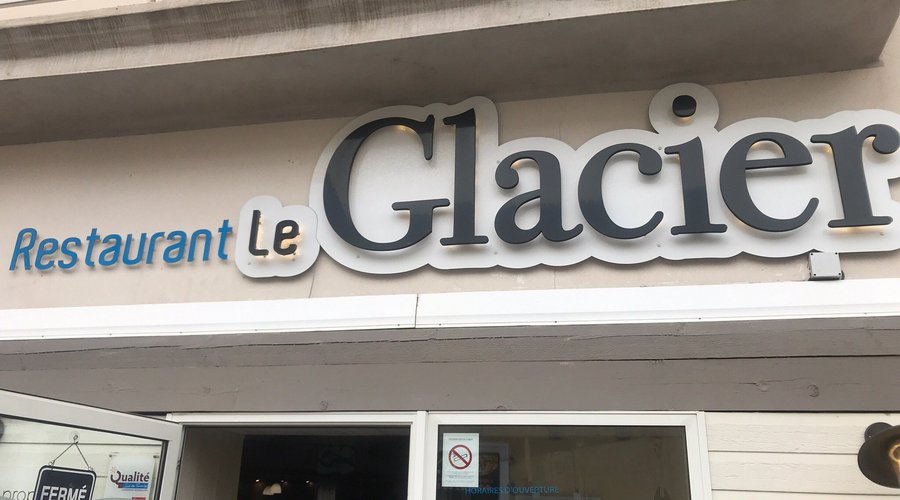 Restaurant Le Glacier
FERMÉ
Qualité
HORAIRES D'OUVERTURE